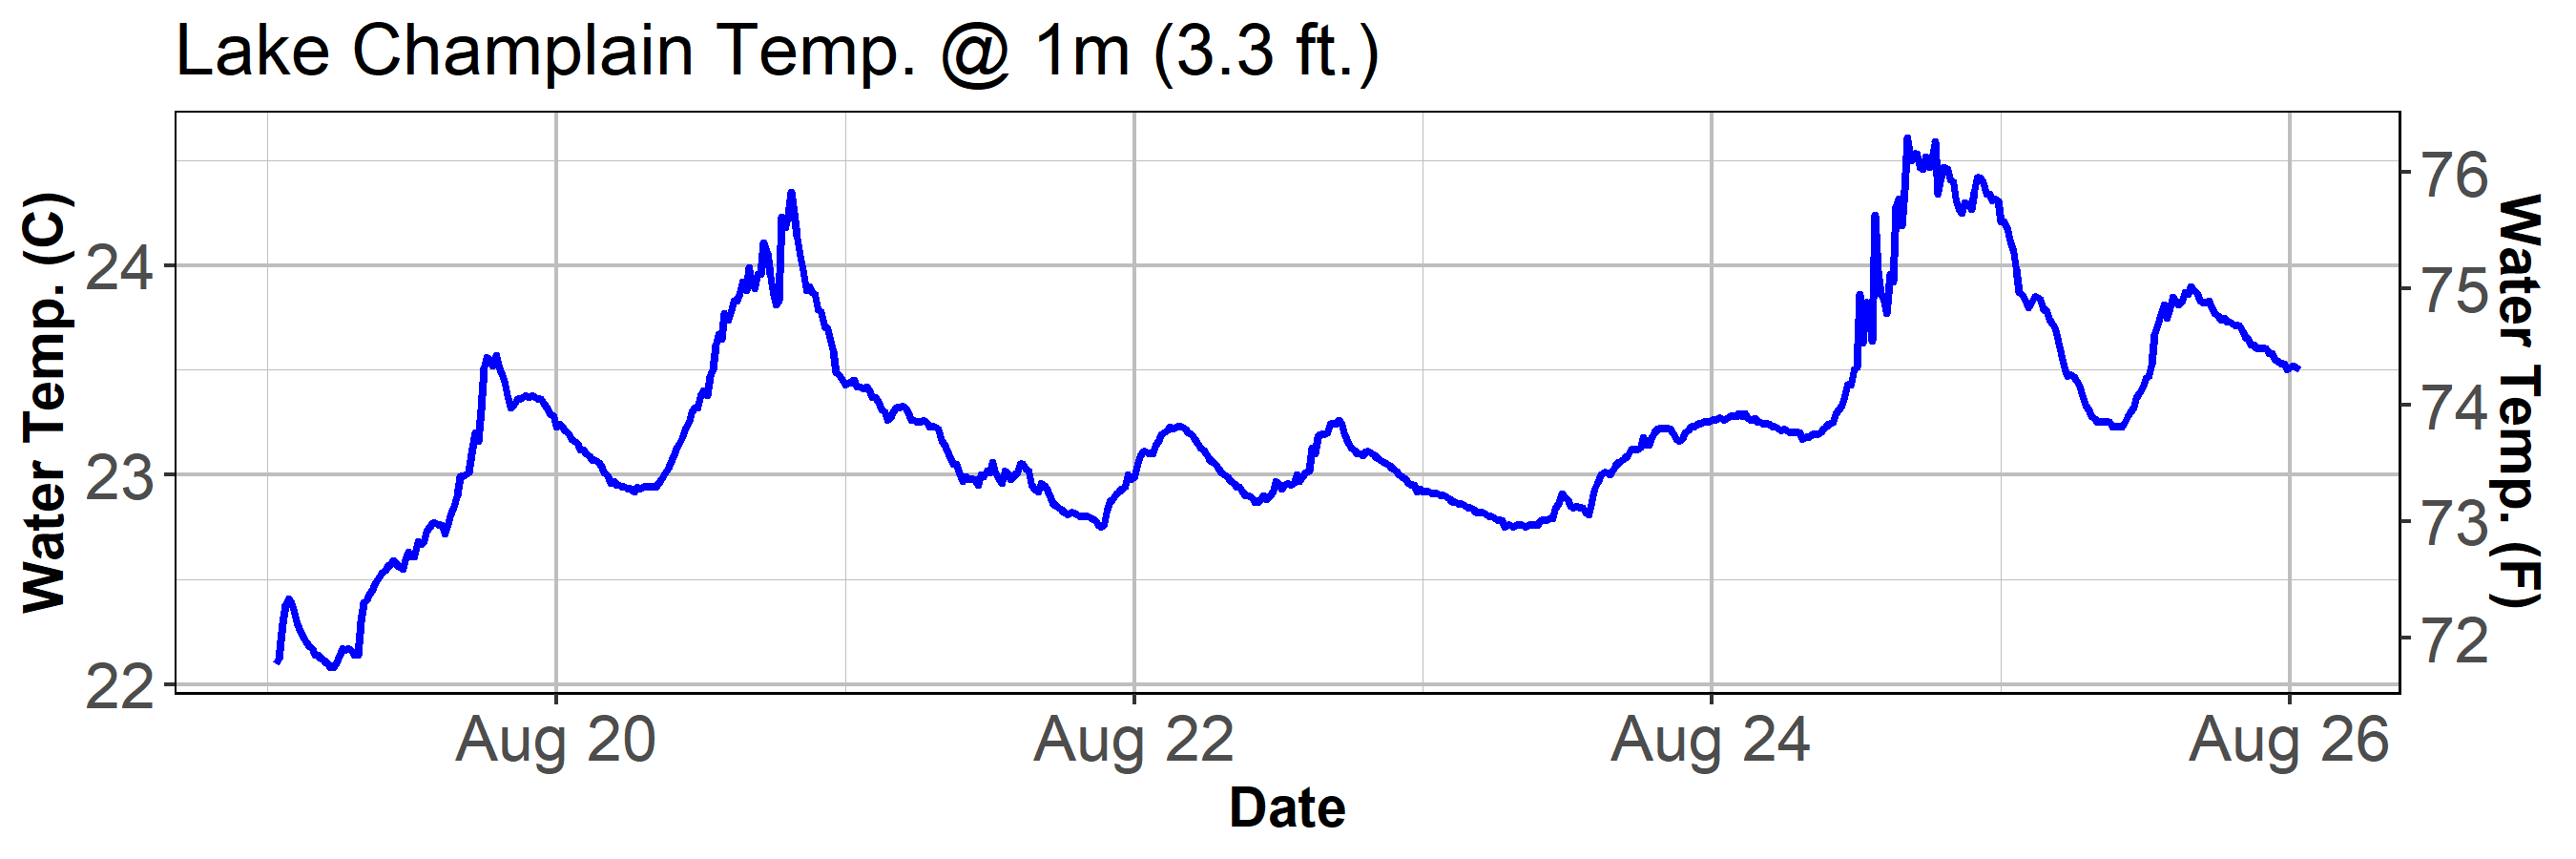 Lake Champlain Temp. @ 1m (3.3 ft.)
Water Temp. (C)
24
23
22
76
75
74
73
72
Water Temp. (F)
Aug 20
Aug 22
Aug 24
Aug 26
Date